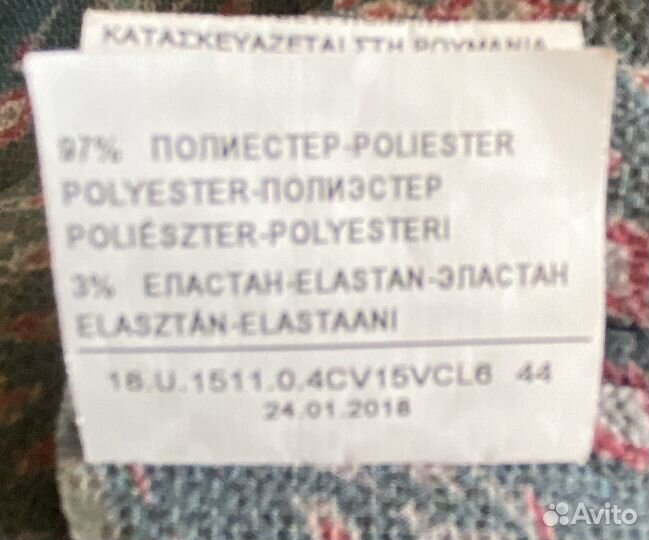 ΚΑΤΑΣΚΕΥΑΖΕΤΑΙ ΣΤΗ ΡΟΥΜΑΝΙΑ
97% ПОЛИЕСТЕР-POLIESTER
POLYESTER-ПОЛИЭСТЕР
POLIÉSZTER-POLYESTERI
3% ЕЛАСТАН-ELASTAN-ЭЛАСТАН
ELASZTÁN-ELASTAANI
18.U.1511.0.4CV15VCL6 44
24.01.2018
Avito